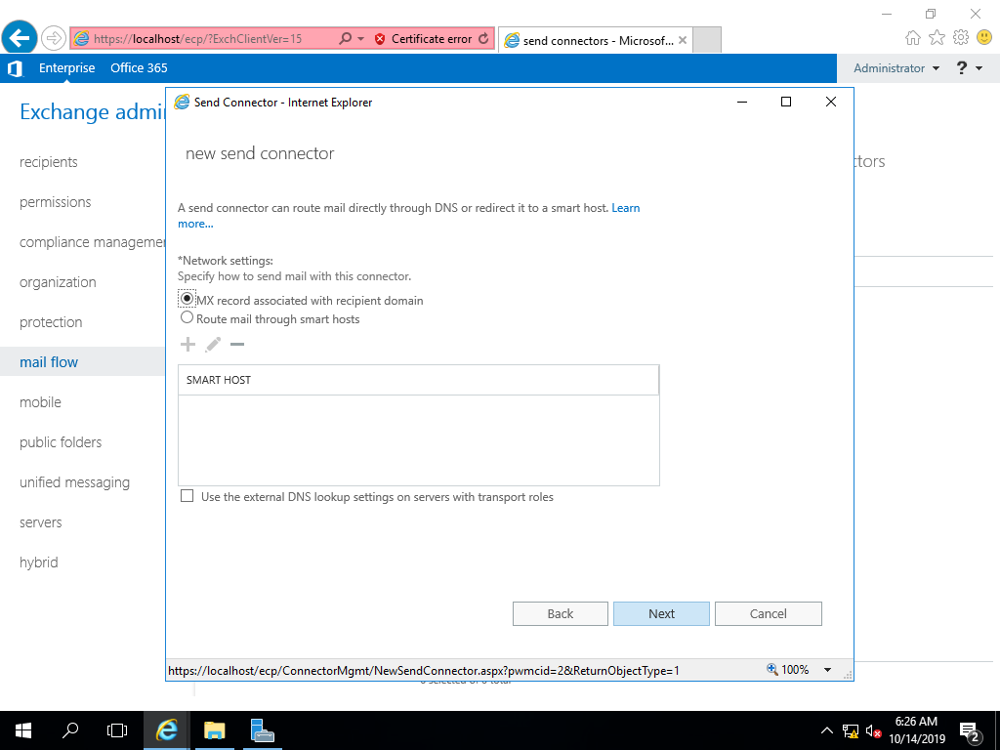 https://localhost/ecp/?ExchClientVer=15
Certificate error
send connectors - Microsof...
Enterprise
Office 365
Administrator
?
Exchange admi
Send Connector - Internet Explorer
new send connector
ctors
recipients
permissions
compliance managemen
organization
protection
mail flow
mobile
public folders
unified messaging
servers
hybrid
A send connector can route mail directly through DNS or redirect it to a smart host. Learn
more...
*Network settings:
Specify how to send mail with this connector.
MX record associated with recipient domain
Route mail through smart hosts
SMART HOST
Use the external DNS lookup settings on servers with transport roles
Back
Next
Cancel
https://localhost/ecp/ConnectorMgmt/NewSendConnector.aspx?pwmcid=2&ReturnObjectType=1
100%
6:26 AM
10/14/2019
2